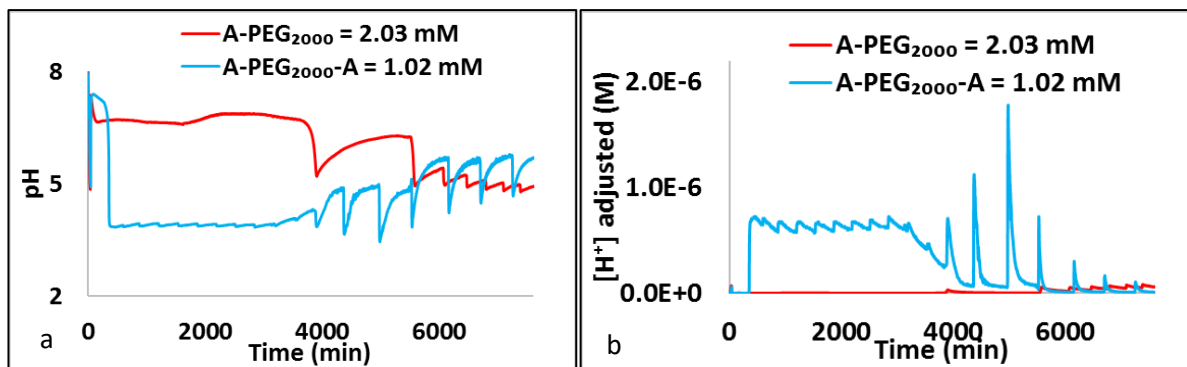 A-PEG₂₀₀₀ = 2.03 mM
A-PEG₂₀₀₀-A = 1.02 mM
8
5
2
pH
0 2000 4000 6000
Time (min)
a
A-PEG₂₀₀₀ = 2.03 mM
A-PEG₂₀₀₀-A = 1.02 mM
2.0E-6
1.0E-6
0.0E+0
[H⁺] adjusted (M)
0 2000 4000 6000
Time (min)
b